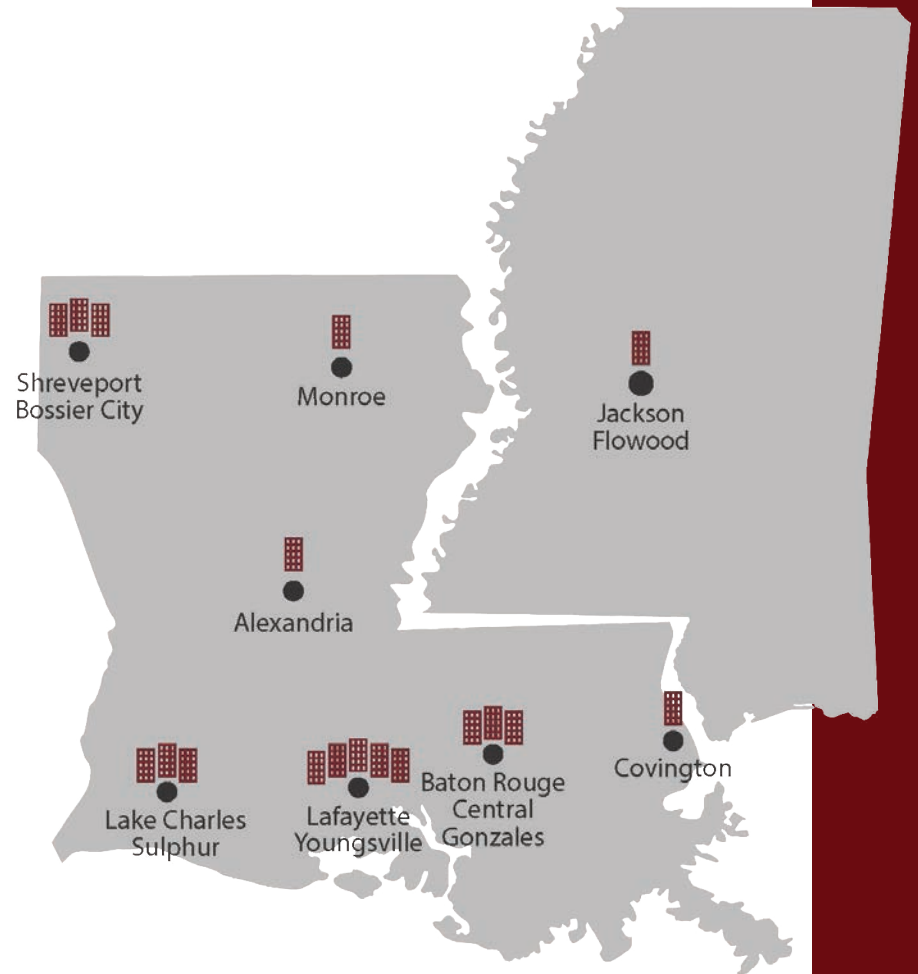 Shreveport
Bossier City
Monroe
Jackson
Flowood
Alexandria
Lake Charles
Sulphur
Lafayette
Youngsville
Baton Rouge
Central
Gonzales
Covington